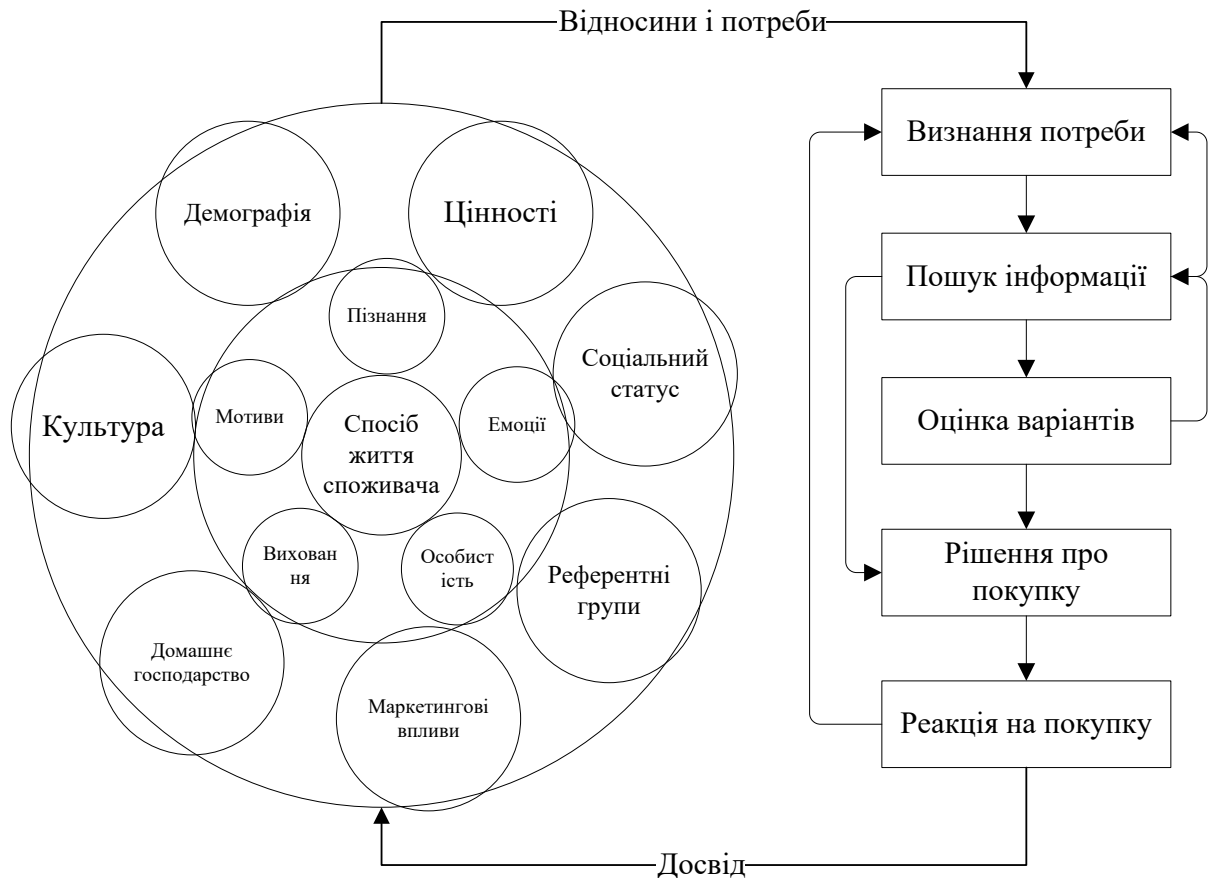 Відносини і потреби
Демографія
Цінності
Пізнання
Соціальний
статус
Культура
Мотиви
Спосіб
життя
споживача
Емоції
Вихован
ня
Особист
ість
Референтні
групи
Домашнє
господарство
Маркетингові
впливи
Визнання потреби
Пошук інформації
Оцінка варіантів
Рішення про
покупку
Реакція на покупку
Досвід